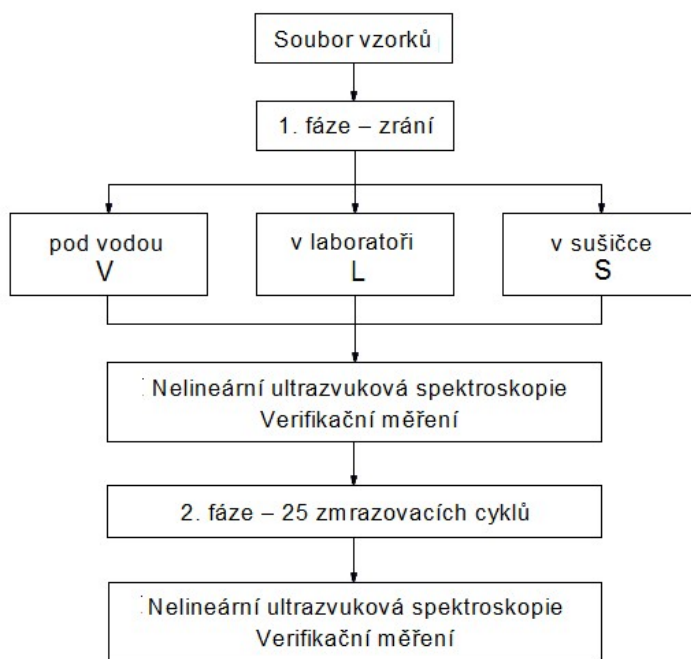 Soubor vzorků
1. fáze – zrání
pod vodou
V
v laboratoři
L
v sušičce
S
Nelineární ultrazvuková spektroskopie
Verifikační měření
2. fáze – 25 zmrazovacích cyklů
Nelineární ultrazvuková spektroskopie
Verifikační měření